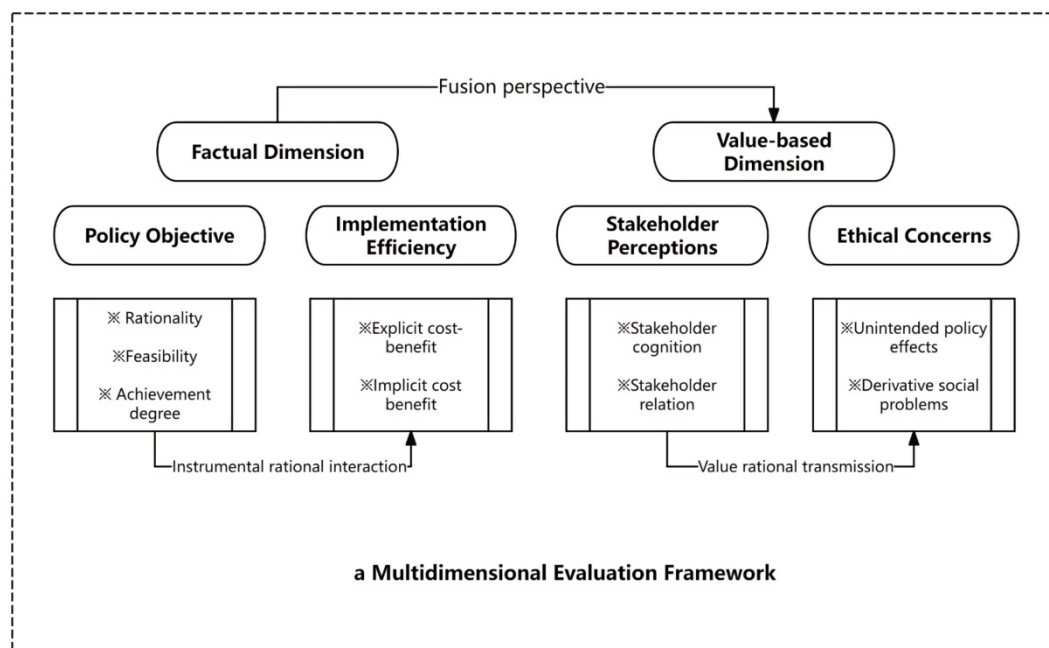 Fusion perspective
Factual Dimension
Value-based
Dimension
Policy Objective
Implementation
Efficiency
Stakeholder
Perceptions
Ethical Concerns
※ Rationality
※Feasibility
※ Achievement
degree
※Explicit cost-
benefit
※Implicit cost
benefit
※Stakeholder
cognition
※Stakeholder
relation
※Unintended policy
effects
※Derivative social
problems
Instrumental rational interaction
Value rational transmission
a Multidimensional Evaluation Framework